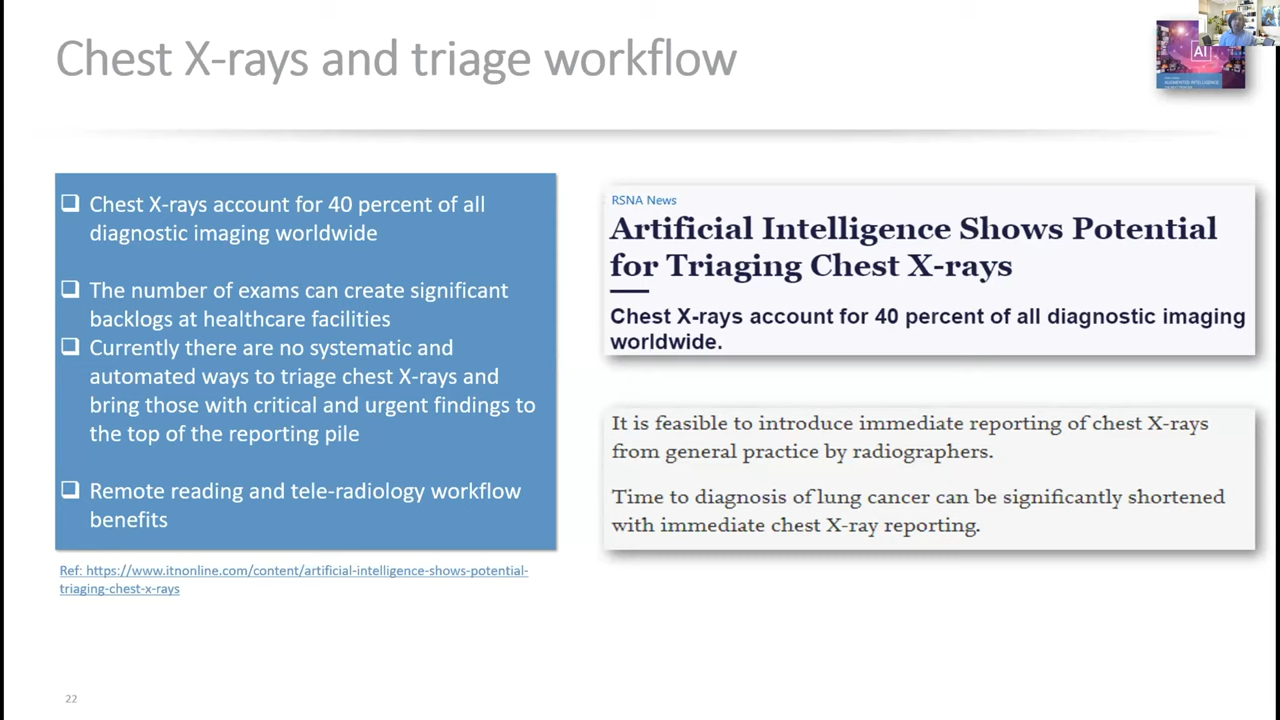 Chest X-rays and triage workflow
AI
Chest X-rays account for 40 percent of all
diagnostic imaging worldwide
The number of exams can create significant
backlogs at healthcare facilities
Currently there are no systematic and
automated ways to triage chest X-rays and
bring those with critical and urgent findings to
the top of the reporting pile
Remote reading and tele-radiology workflow
benefits
Ref: https://www.itnonline.com/content/artificial-intelligence-shows-potential-
triaging-chest-x-rays
RSNA News
Artificial Intelligence Shows Potential
for Triaging Chest X-rays
Chest X-rays account for 40 percent of all diagnostic imaging
worldwide.
It is feasible to introduce immediate reporting of chest X-rays
from general practice by radiographers.
Time to diagnosis of lung cancer can be significantly shortened
with immediate chest X-ray reporting.
22